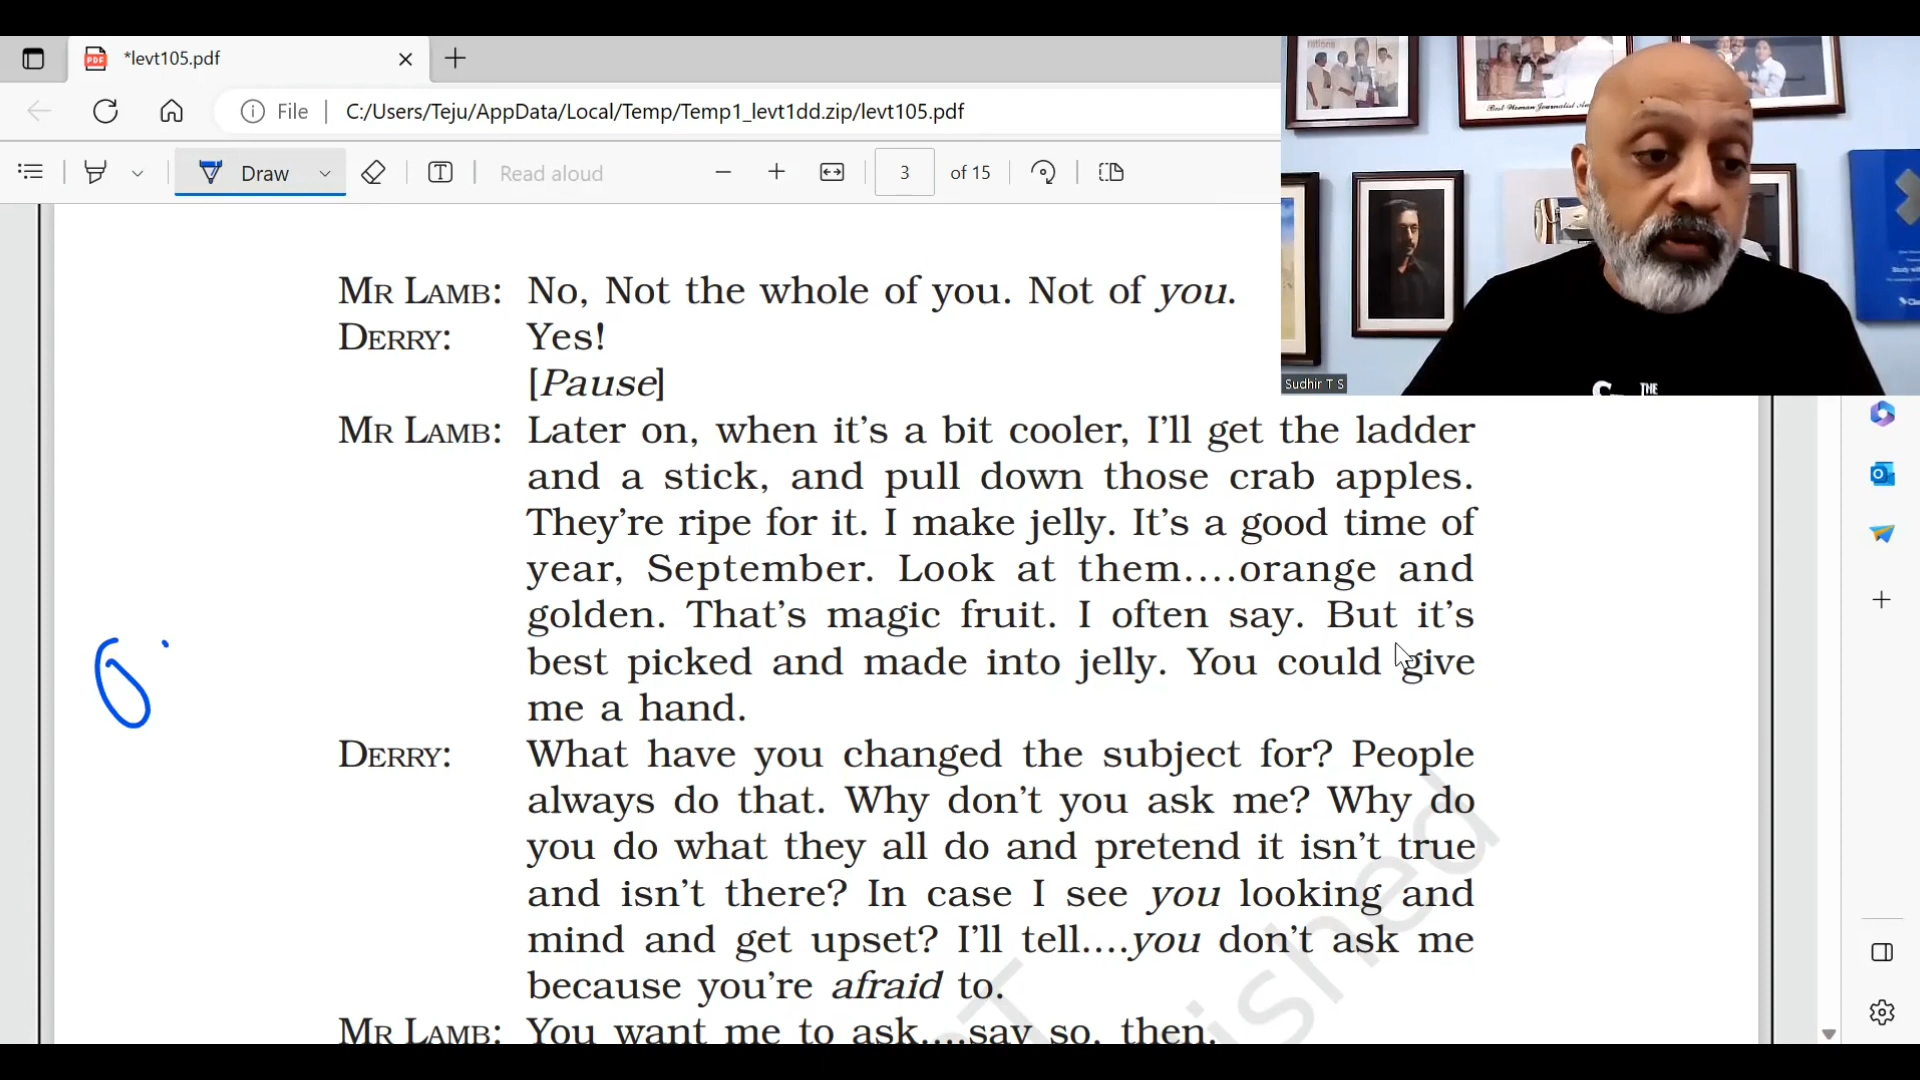 *levt105.pdf
File
C:/Users/Teju/AppData/Local/Temp/Temp1_levt1dd.zip/levt105.pdf
Draw
Read aloud
3
of 15
MR LAMB: No, Not the whole of you. Not of you.
DERRY: Yes!
[Pause]
MR LAMB: Later on, when it's a bit cooler, I'll get the ladder
and a stick, and pull down those crab apples.
They're ripe for it. I make jelly. It's a good time of
year, September. Look at them....orange and
golden. That's magic fruit. I often say. But it's
best picked and made into jelly. You could give
me a hand.
DERRY: What have you changed the subject for? People
always do that. Why don't you ask me? Why do
you do what they all do and pretend it isn't true
and isn't there? In case I see you looking and
mind and get upset? I'll tell....you don't ask me
because you're afraid to.
MR LAMB: You want me to ask....say so, then.
Sudhir T S
THE
rations
Best Woman Journalist
shed